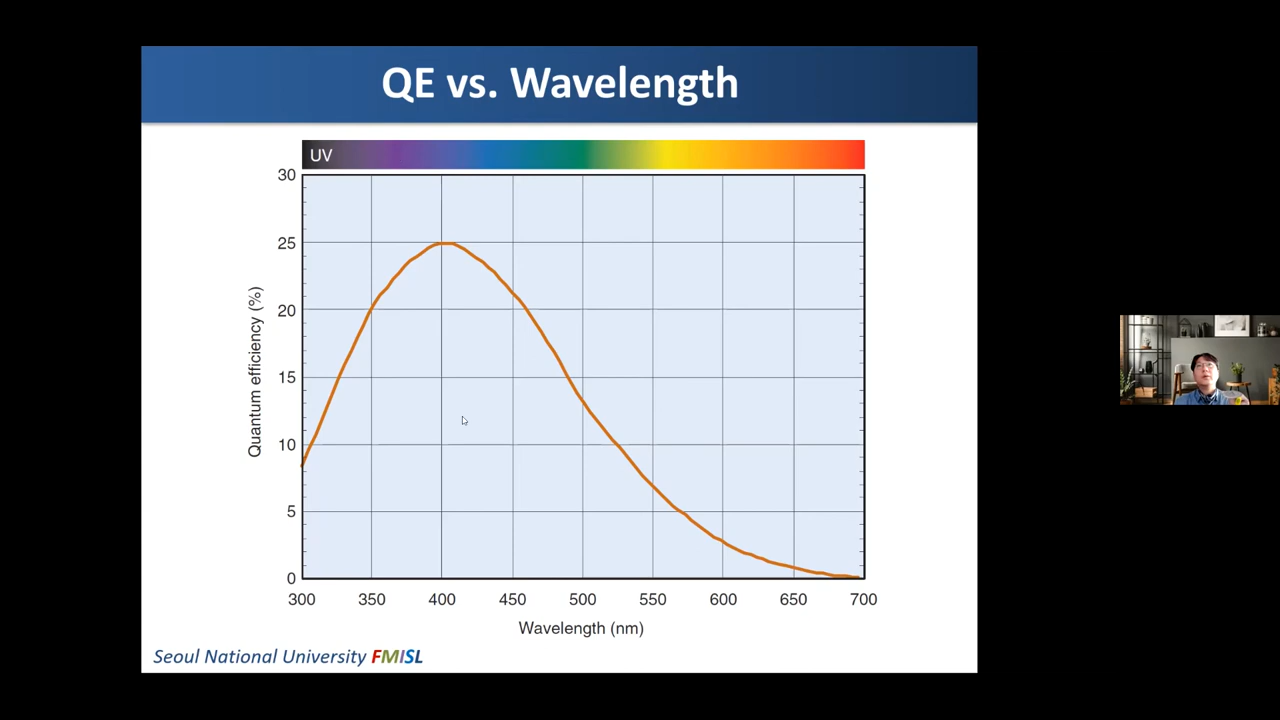 QE vs. Wavelength
UV
30
25
20
15
10
5
0
Quantum efficiency (%)
300 350 400 450 500 550 600 650 700
Wavelength (nm)
Seoul National University FMISL